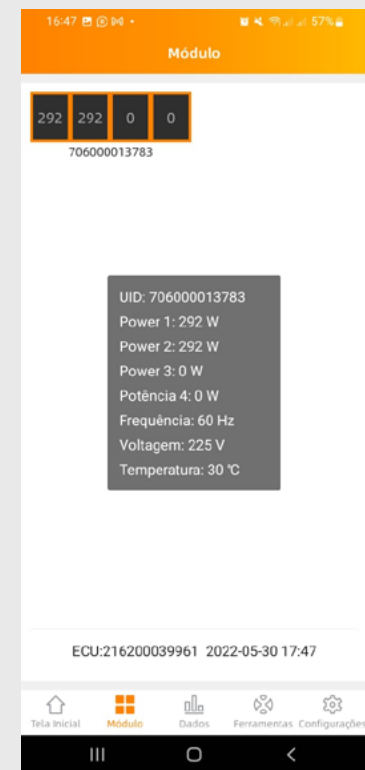 16:47 57%
Módulo
292 292 0 0
706000013783
UID: 706000013783
Power 1: 292 W
Power 2: 292 W
Power 3: 0 W
Potência 4: 0 W
Frequência: 60 Hz
Voltagem: 225 V
Temperatura: 30 ℃
ECU:216200039961 2022-05-30 17:47
Tela Inicial Módulo Dados Ferramentas Configurações